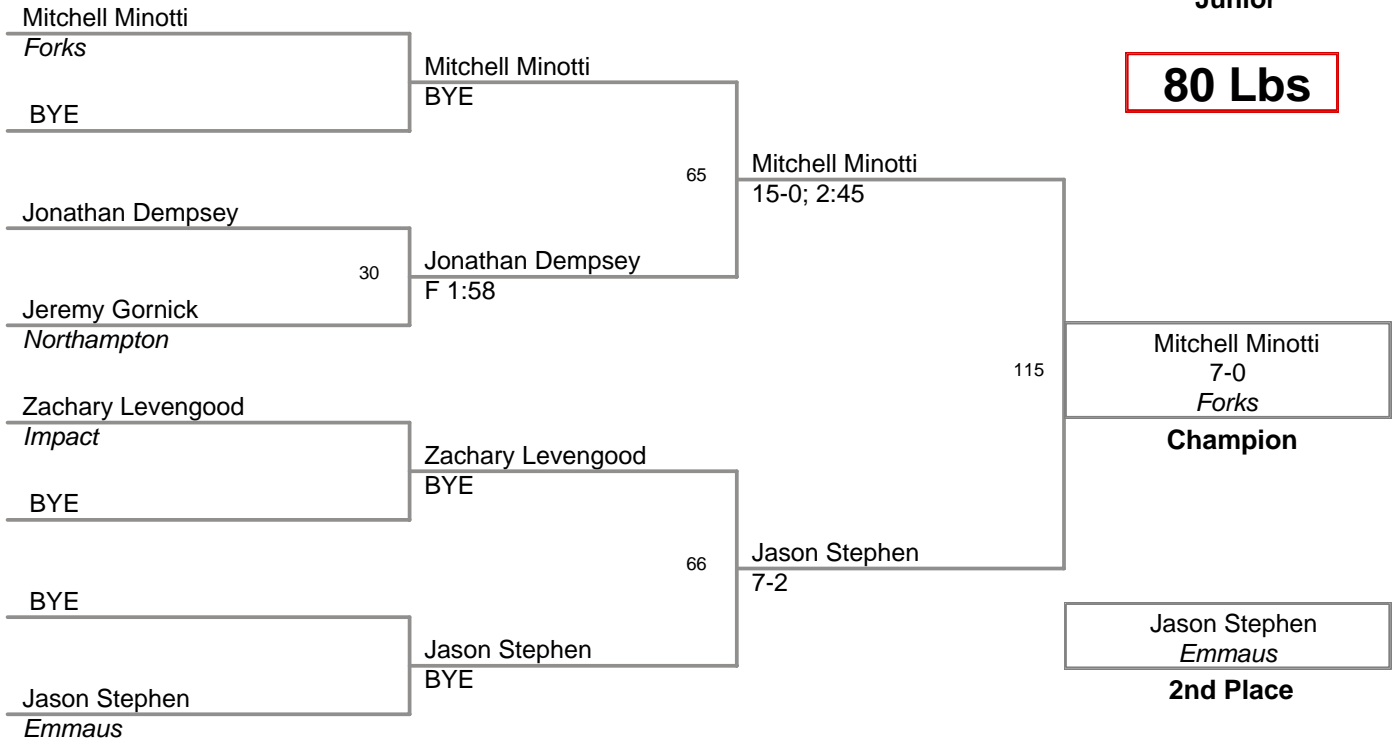 Junior
80 Lbs
Mitchell Minotti
Forks
BYE
Jonathan Dempsey
Jeremy Gornick
Northampton
Zachary Levengood
Impact
BYE
BYE
Jason Stephen
Emmaus
Mitchell Minotti
BYE
30
Jonathan Dempsey
F 1:58
Zachary Levengood
BYE
Jason Stephen
BYE
65
Mitchell Minotti
15-0; 2:45
66
Jason Stephen
7-2
115
Mitchell Minotti
7-0
Forks
Champion
Jason Stephen
Emmaus
2nd Place